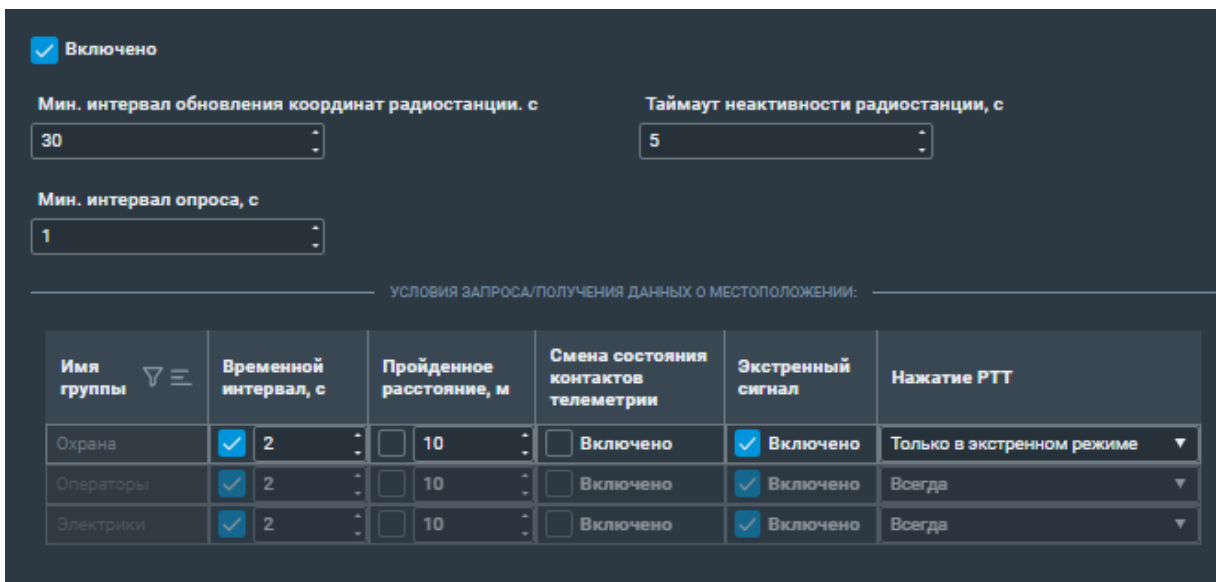 Включено
Мин. интервал обновления координат радиостанции. с
Таймаут неактивности радиостанции, с
30
5
Мин. интервал опроса, с
1
УСЛОВИЯ ЗАПРОСА/ПОЛУЧЕНИЯ ДАННЫХ О МЕСТОПОЛОЖЕНИИ:
Имя группы Временной интервал, с Пройденное расстояние, м Смена состояния контактов телеметрии Экстренный сигнал Нажатие PTT
Охрана 2 10 Включено Включено Только в экстренном режиме
Операторы 2 10 Включено Включено Всегда
Электрики 2 10 Включено Включено Всегда